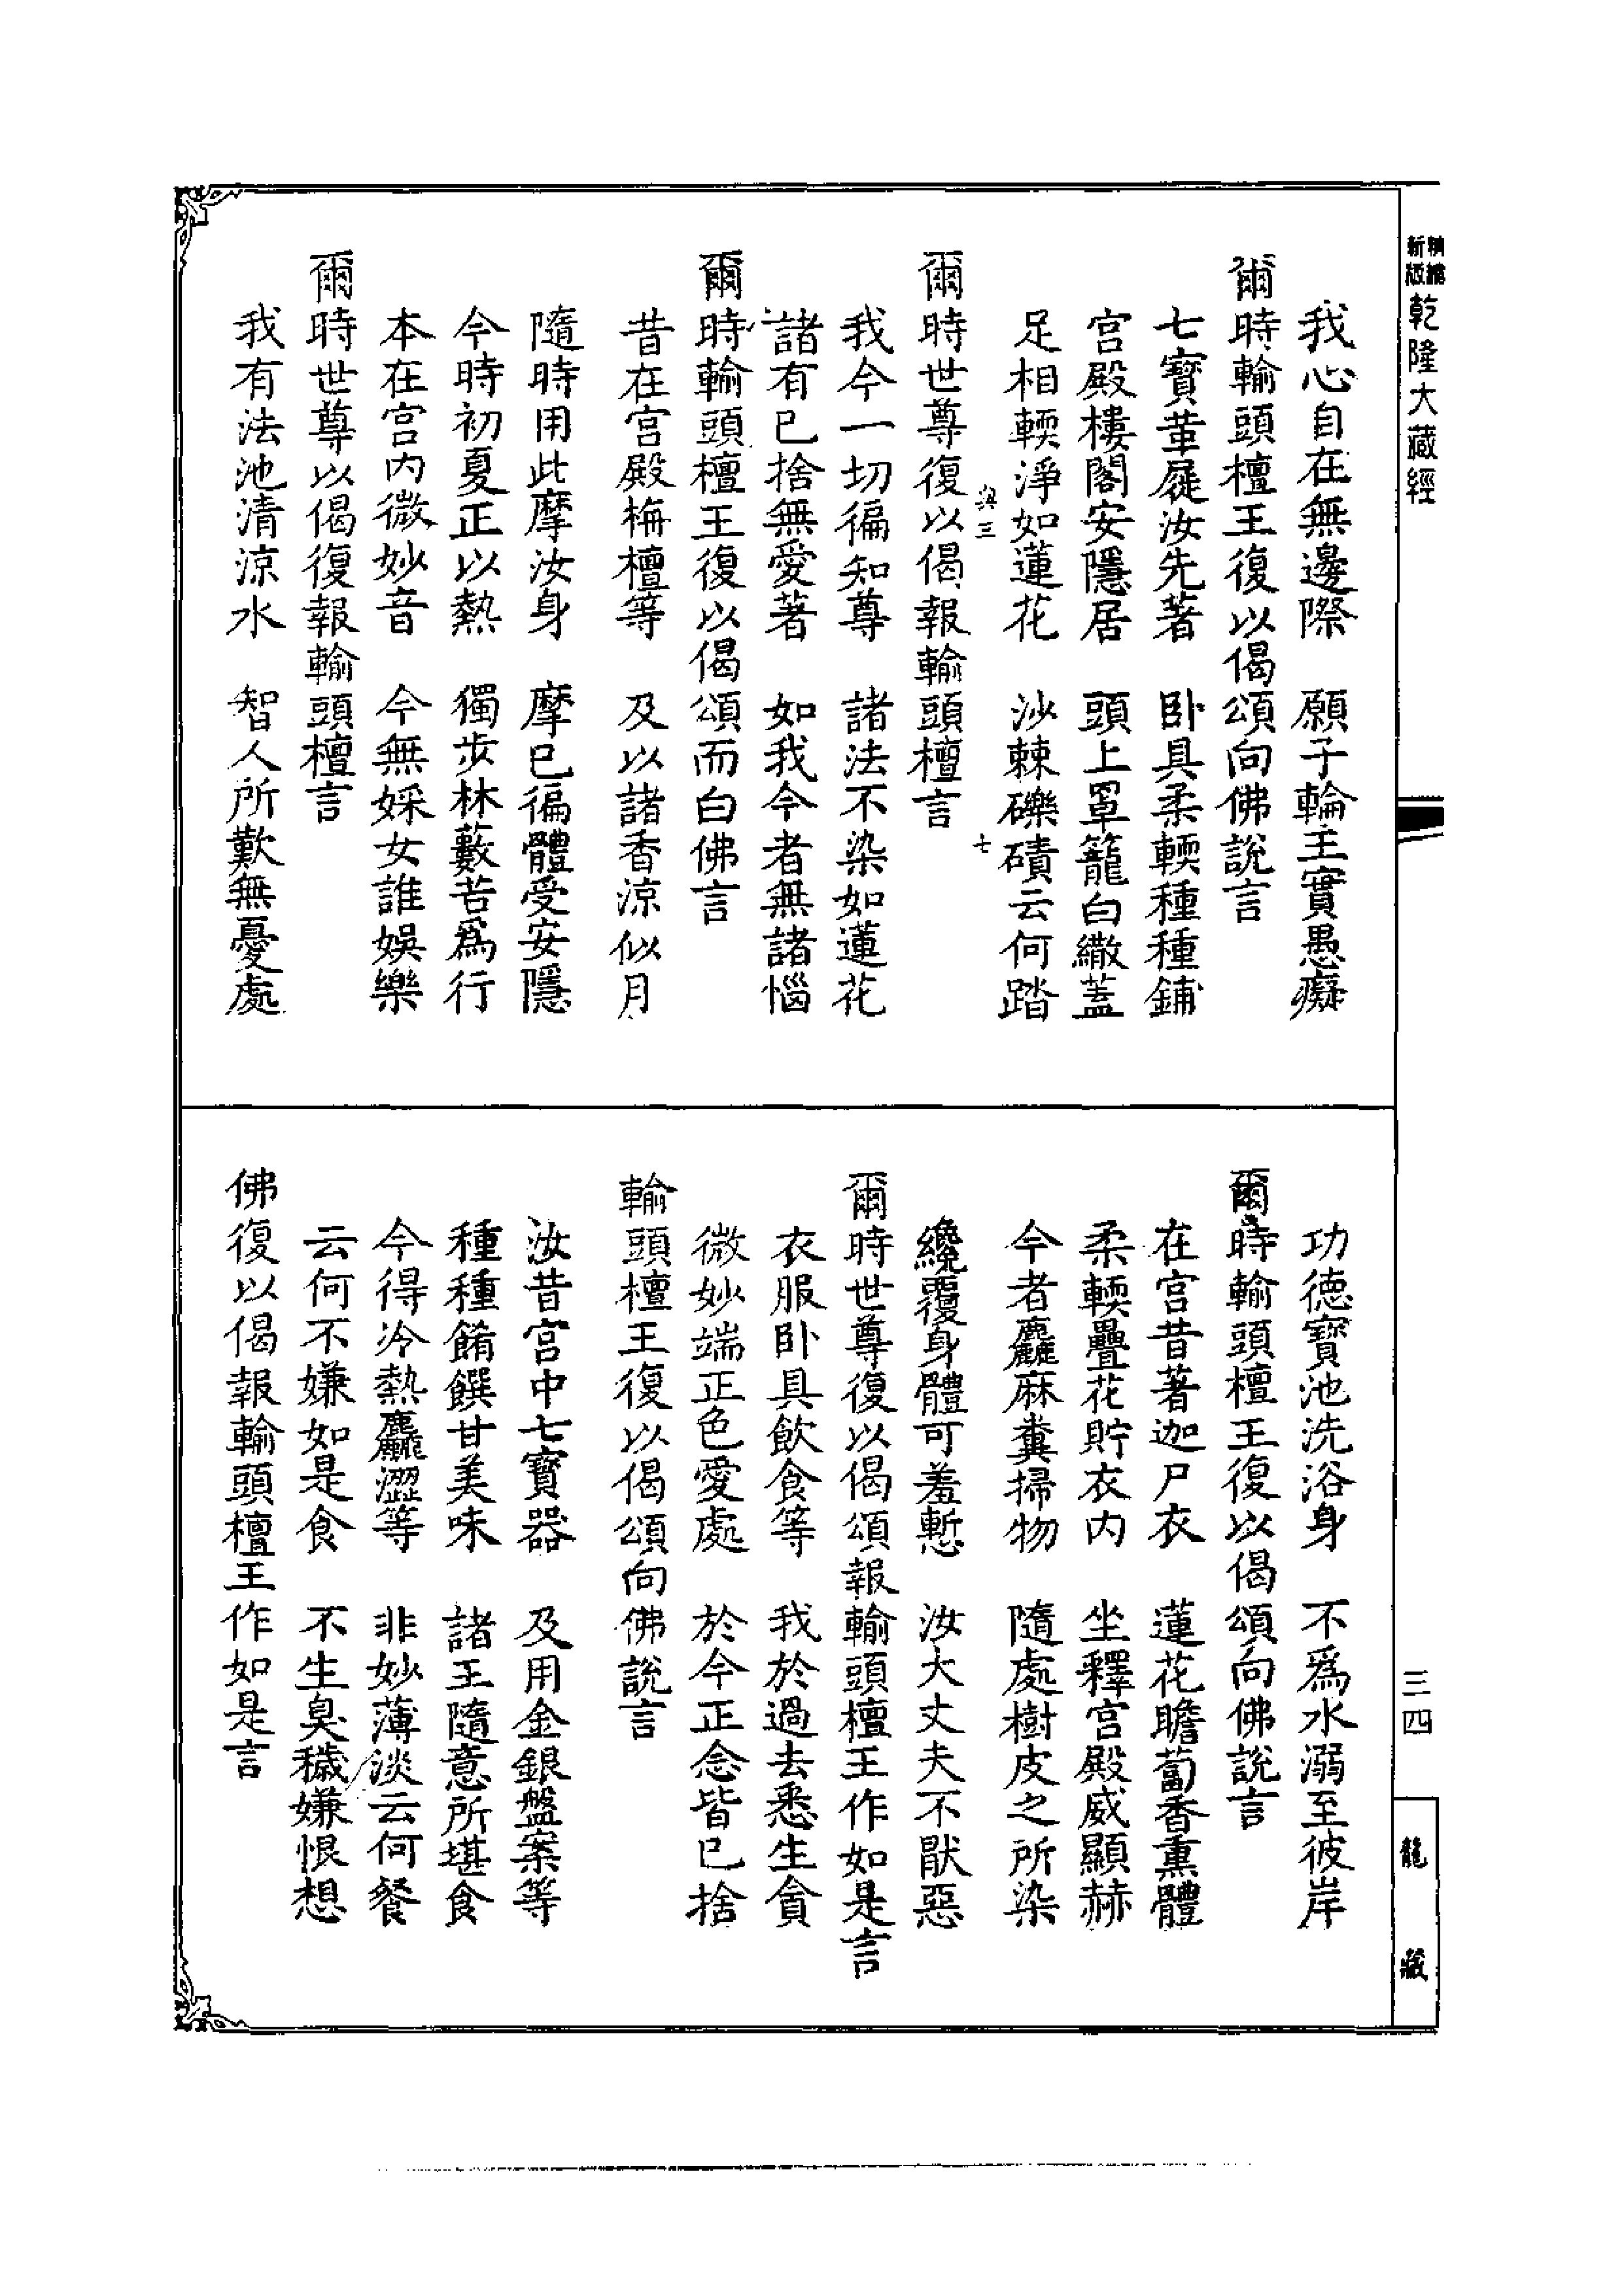 精縮
新版
乾隆大藏經
我心自在無邊際　願子輪王實愚癡
爾時輸頭檀王復以偈頌向佛說言
七寶革屣汝先著　臥具柔輭種種鋪
宮殿樓閣安隱居　頭上罩籠白繖蓋
足相輭淨如蓮花　沙棘礫磧云何踏
與三　七
爾時世尊復以偈報輸頭檀言
我今一切徧知尊　諸法不染如蓮花
諸有已捨無愛著　如我今者無諸惱
爾時輸頭檀王復以偈頌而白佛言
昔在宮殿栴檀等　及以諸香涼似月
隨時用此摩汝身　摩已徧體受安隱
今時初夏正以熱　獨步林藪苦爲行
本在宮內微妙音　今無婇女誰娛樂
爾時世尊以偈復報輸頭檀言
我有法池清涼水　智人所歎無憂處
功德寶池洗浴身　不爲水溺至彼岸
爾時輸頭檀王復以偈頌向佛說言
在宮昔著迦尸衣　蓮花瞻蔔香熏體
柔輭疊花貯衣內　坐釋宮殿威顯赫
今者麤麻糞掃物　隨處樹皮之所染
纔覆身體可羞慙　汝大丈夫不猒惡
爾時世尊復以偈頌報輸頭檀王作如是言
衣服臥具飲食等　我於過去悉生貪
微妙端正色愛處　於今正念皆已捨
輸頭檀王復以偈頌向佛說言
汝昔宮中七寶器　及用金銀盤案等
種種餚饌甘美味　諸王隨意所堪食
今得冷熱麤澀等　非妙薄淡云何餐
云何不嫌如是食　不生臭穢嫌恨想
佛復以偈報輸頭檀王作如是言
三四
龍藏